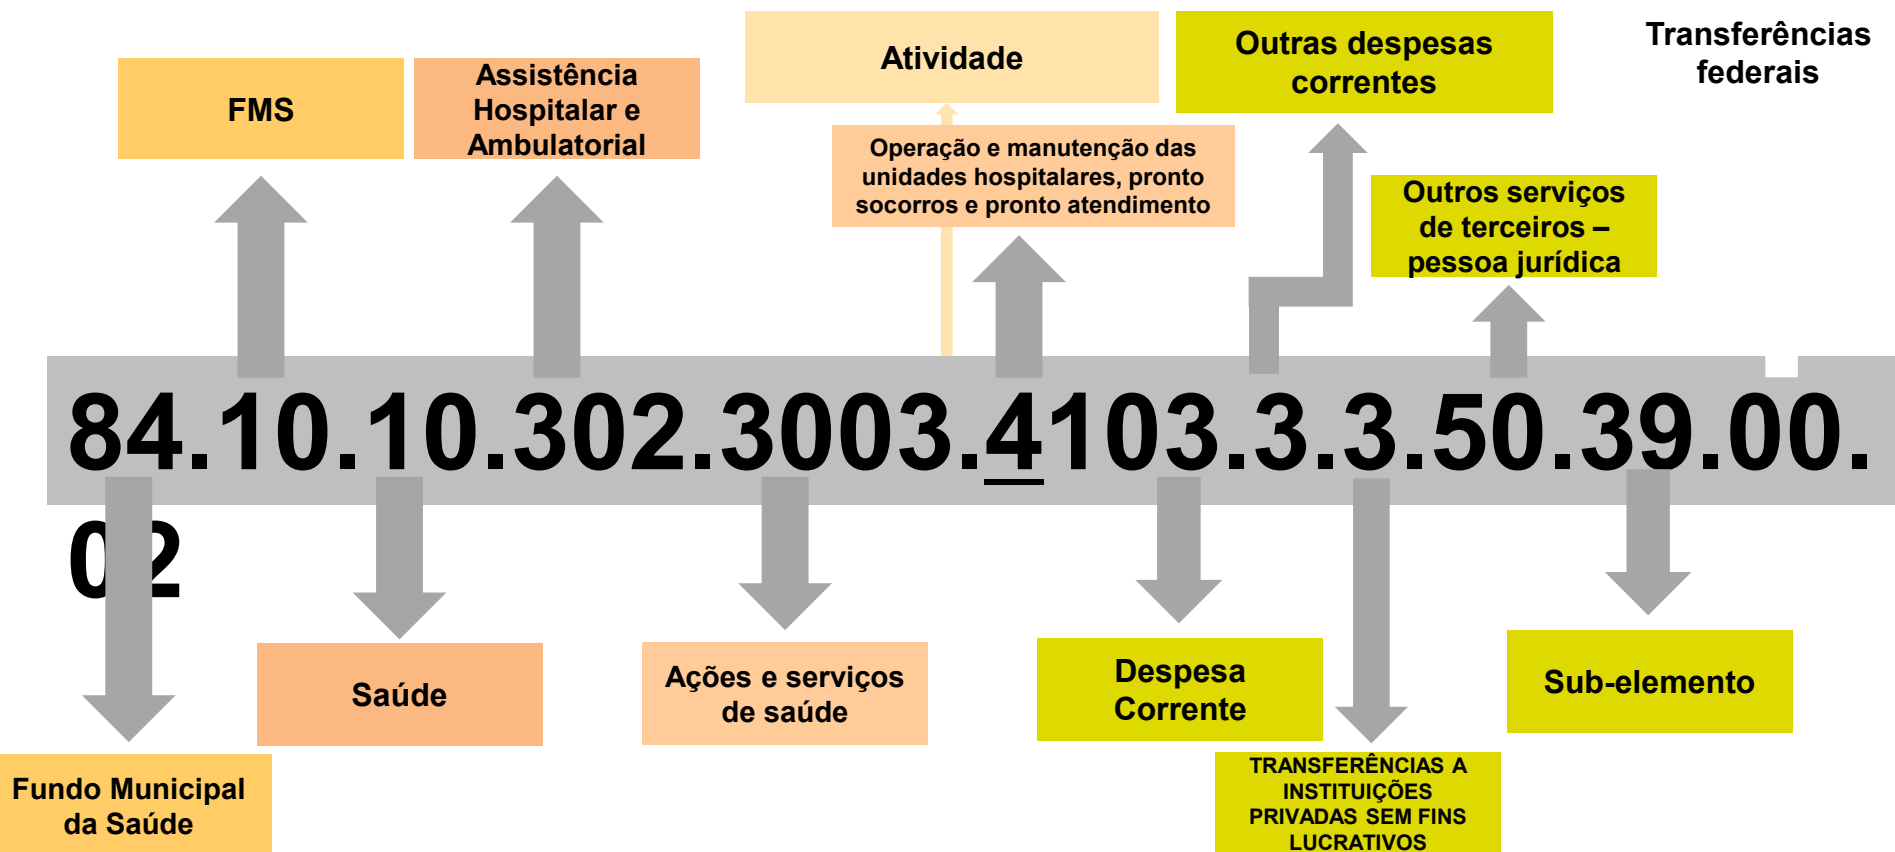 Transferências
federais
Outras despesas
correntes
Atividade
FMS
Assistência
Hospitalar e
Ambulatorial
Operação e manutenção das
unidades hospitalares, pronto
socorros e pronto atendimento
Outros serviços
de terceiros –
pessoa jurídica
84.10.10.302.3003.4103.3.3.50.39.00.
02
Saúde
Ações e serviços
de saúde
Despesa
Corrente
Sub-elemento
Fundo Municipal
da Saúde
TRANSFERÊNCIAS A
INSTITUIÇÕES
PRIVADAS SEM FINS
LUCRATIVOS